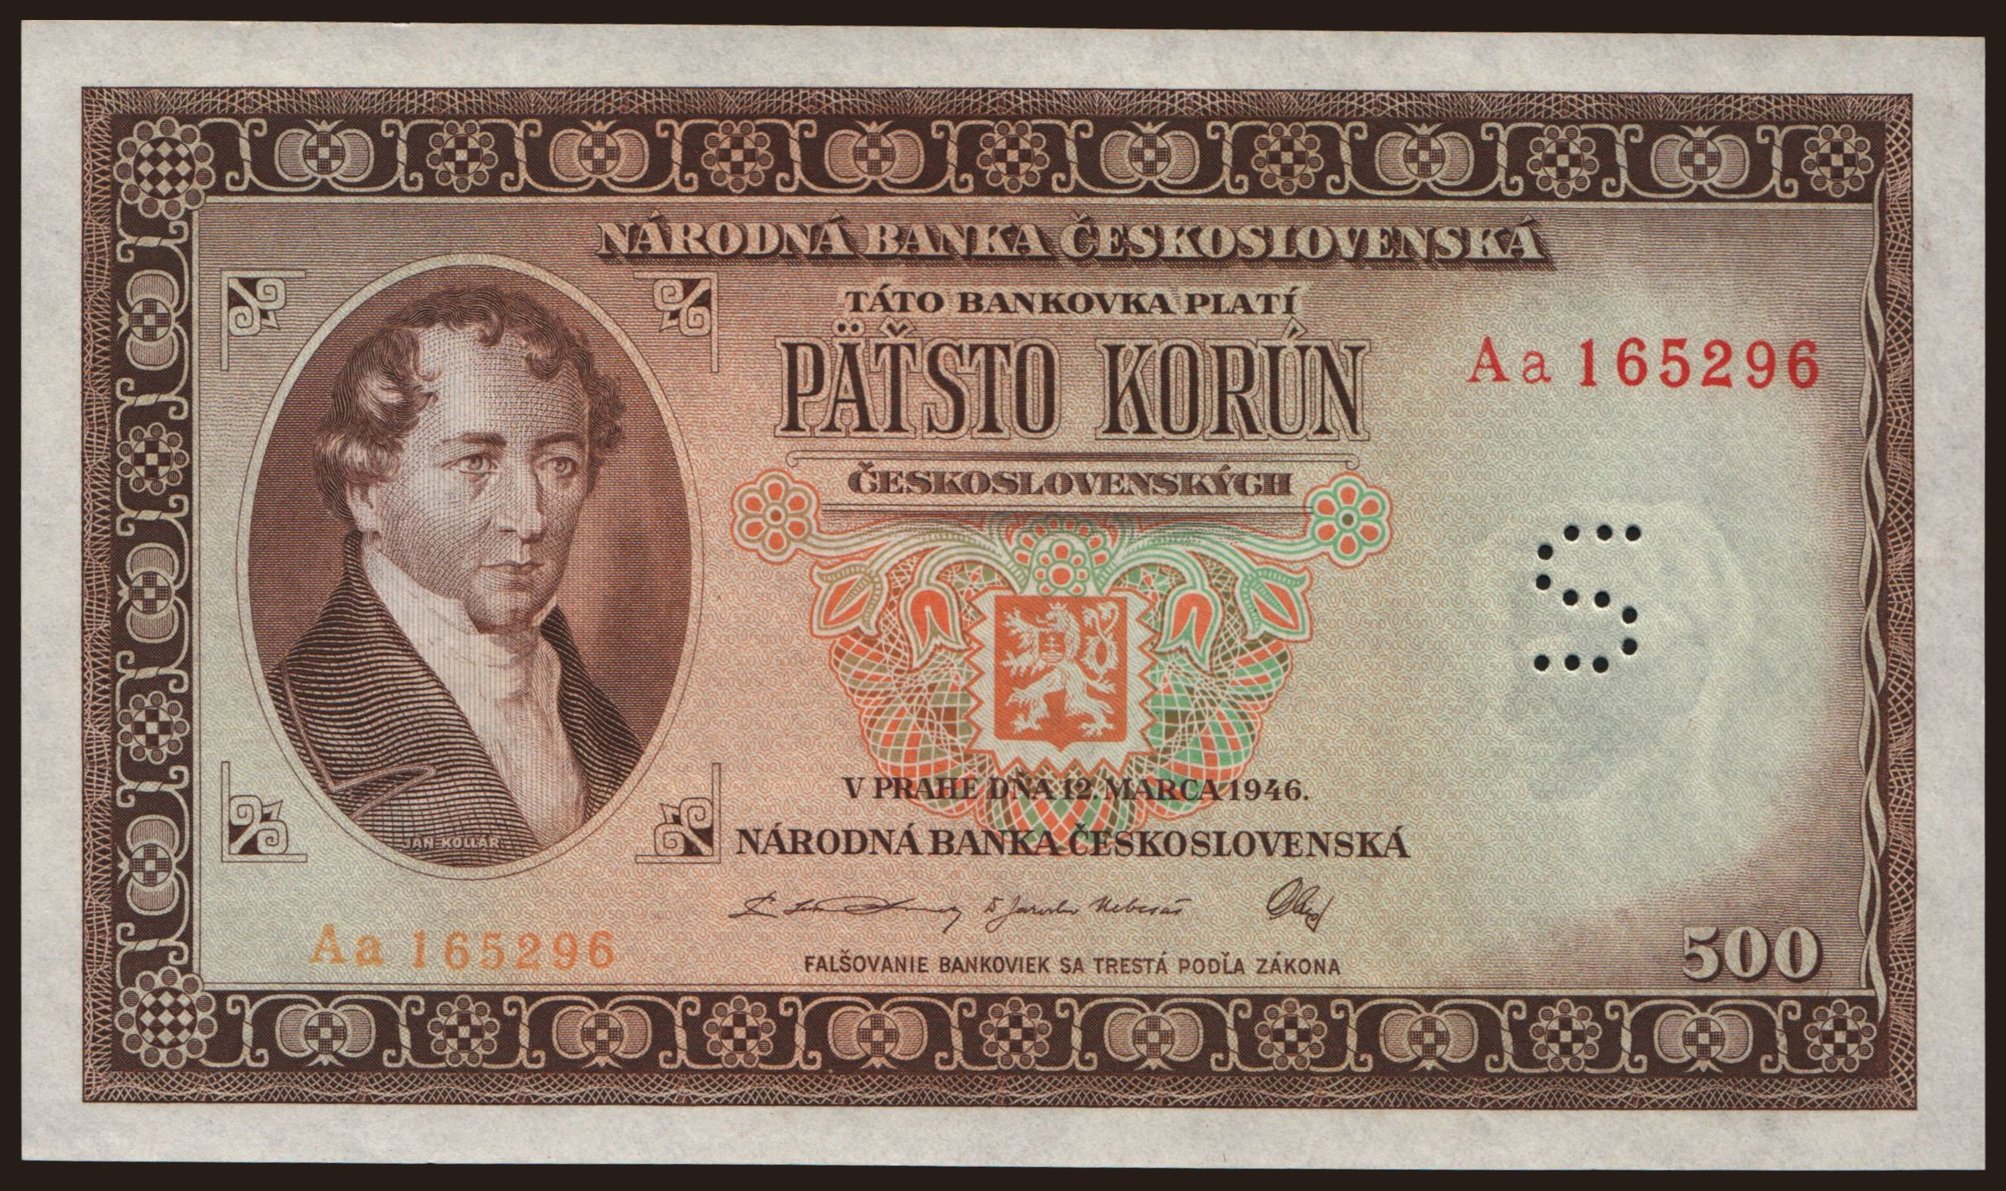 NÁRODNÁ BANKA ČESKOSLOVENSKÁ
TÁTO BANKOVKA PLATÍ
PÄŤSTO KORÚN
ČESKOSLOVENSKÝCH
Aa 165296
S
JÁN KOLLÁR
V PRAHE DŇA 12. MARCA 1946.
NÁRODNÁ BANKA ČESKOSLOVENSKÁ
Aa 165296
FALŠOVANIE BANKOVIEK SA TRESTÁ PODĽA ZÁKONA
500